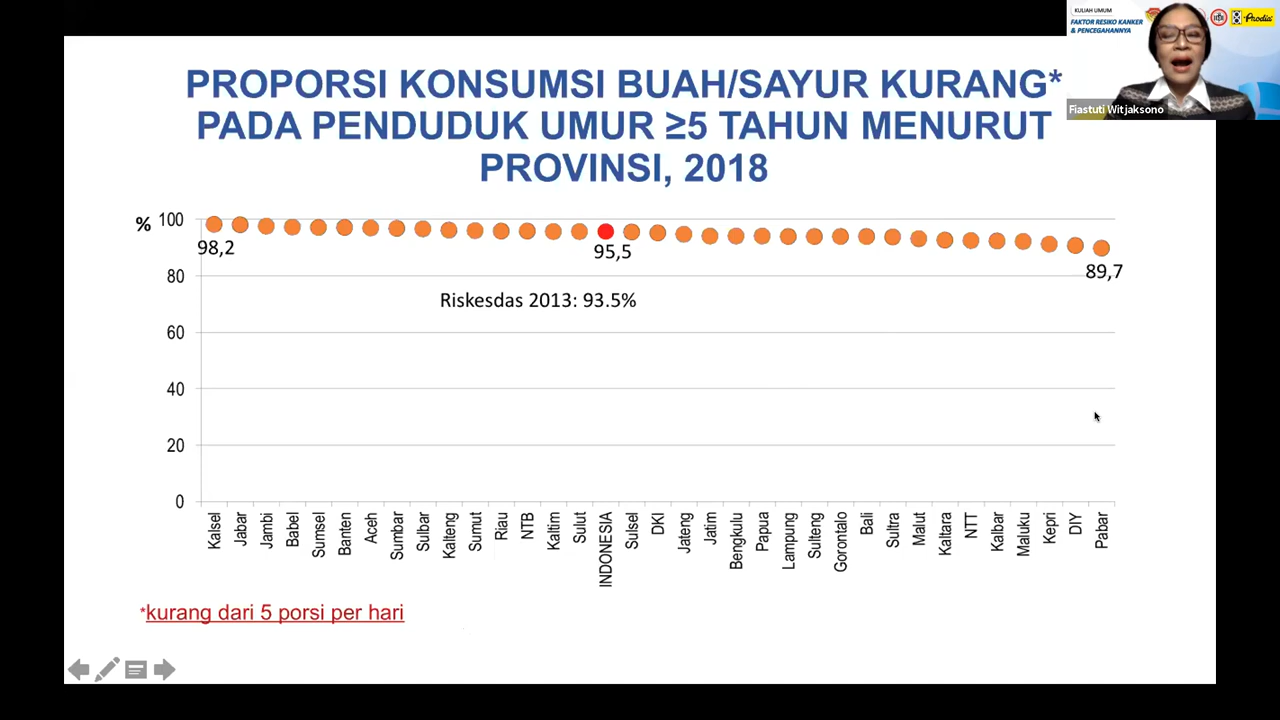 KULIAH UMUM
FAKTOR RESIKO KANKER
& PENCEGAHANNYA
Prodia
Fiastuti Witjaksono
PROPORSI KONSUMSI BUAH/SAYUR KURANG*
PADA PENDUDUK UMUR ≥5 TAHUN MENURUT
PROVINSI, 2018
%
100
80
60
40
20
0
98,2
95,5
89,7
Riskesdas 2013: 93.5%
Kalsel
Jabar
Jambi
Babel
Sumsel
Banten
Aceh
Sumbar
Sulbar
Kalteng
Sumut
Riau
NTB
Kaltim
Sulut
INDONESIA
Sulsel
DKI
Jateng
Jatim
Bengkulu
Papua
Lampung
Sulteng
Gorontalo
Bali
Sultra
Malut
Kaltara
NTT
Kalbar
Maluku
Kepri
DIY
Pabar
*kurang dari 5 porsi per hari